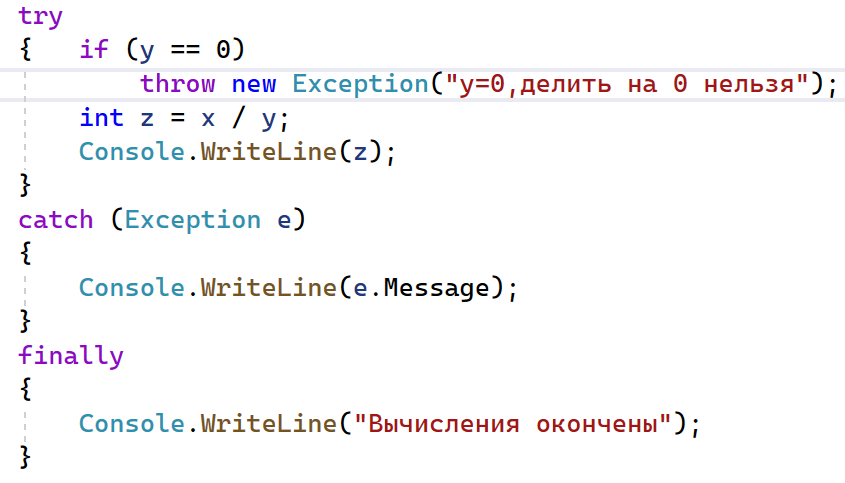 try
{   if (y == 0)
        throw new Exception("y=0,делить на 0 нельзя");
    int z = x / y;
    Console.WriteLine(z);
}
catch (Exception e)
{
    Console.WriteLine(e.Message);
}
finally
{
    Console.WriteLine("Вычисления окончены");
}